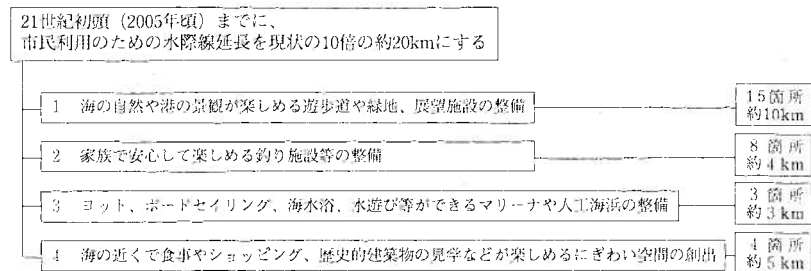 21世紀初頭（2005年頃）までに、
市民利用のための水際線延長を現状の10倍の約20kmにする
1 海の自然や港の景観が楽しめる遊歩道や緑地、展望施設の整備
15箇所
約10km
2 家族で安心して楽しめる釣り施設等の整備
8箇所
約4km
3 ヨット、ボードセイリング、海水浴、水遊び等ができるマリーナや人工海浜の整備
3箇所
約3km
4 海の近くで食事やショッピング、歴史的建築物の見学などが楽しめるにぎわい空間の創出
4箇所
約5km